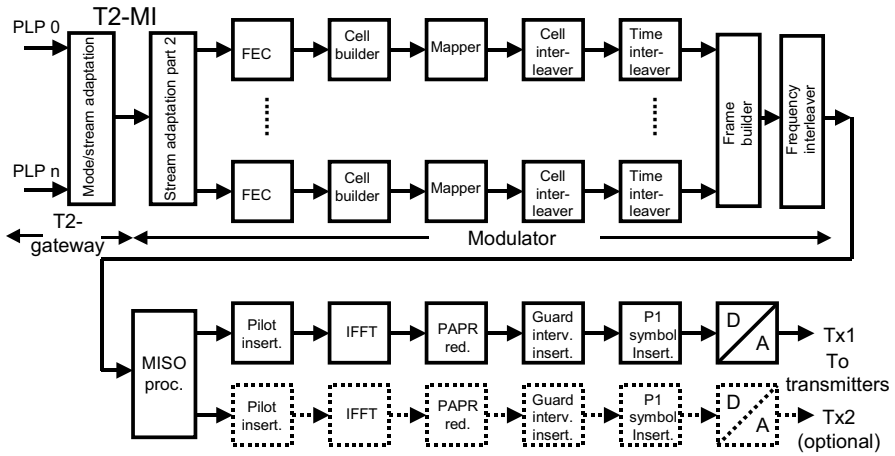 T2-MI
PLP 0
PLP n
Mode/stream adaptation
Stream adaptation part 2
FEC
Cell
builder
Mapper
Cell
inter-
leaver
Time
inter-
leaver
FEC
Cell
builder
Mapper
Cell
inter-
leaver
Time
inter-
leaver
Frame
builder
Frequency
interleaver
T2-
gateway
Modulator
MISO
proc.
Pilot
insert.
IFFT
PAPR
red.
Guard
interv.
insert.
P1
symbol
Insert.
D
A
Tx1
To
transmitters
Pilot
insert.
IFFT
PAPR
red.
Guard
interv.
insert.
P1
symbol
Insert.
D
A
Tx2
(optional)